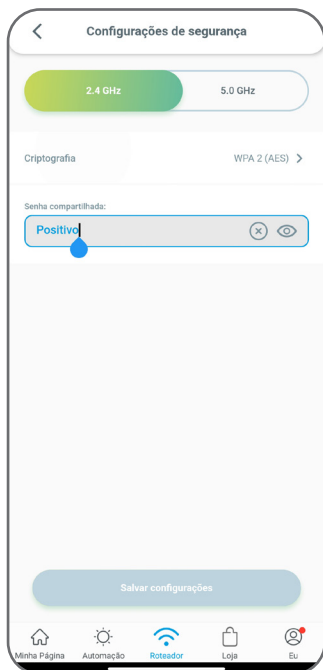 Configurações de segurança
2.4 GHz 5.0 GHz
Criptografia WPA 2 (AES)
Senha compartilhada:
Positivo
Salvar configurações
Minha Página Automação Roteador Loja Eu